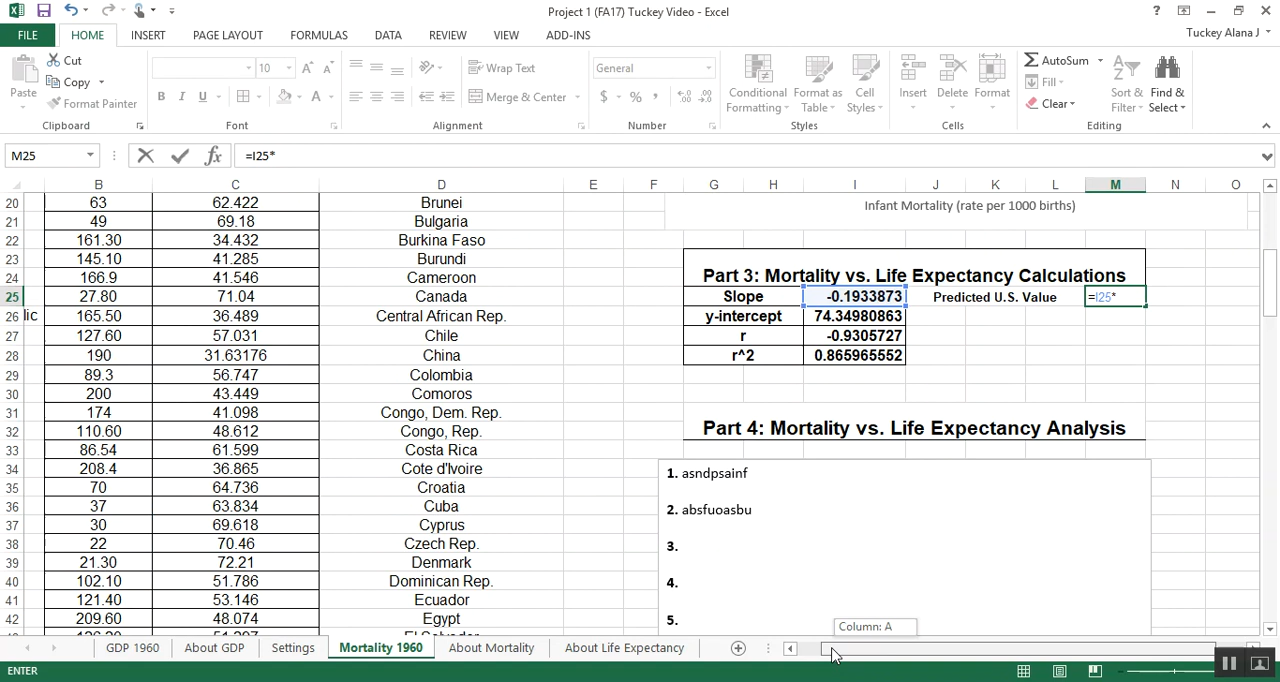 Project 1 (FA17) Tuckey Video - Excel
?
FILE HOME INSERT PAGE LAYOUT FORMULAS DATA REVIEW VIEW ADD-INS Tuckey Alana J
Paste Cut Copy Format Painter
10 A A
B I U A
Wrap Text
Merge & Center
General
$ % ,
Conditional Formatting
Format as Table
Cell Styles
Insert Delete Format
AutoSum
Fill
Clear
Sort & Filter
Find & Select
Clipboard Font Alignment Number Styles Cells Editing
M25 fx =I25*
B C D E F G H I J K L M N O
20 63 62.422 Brunei Infant Mortality (rate per 1000 births)
21 49 69.18 Bulgaria
22 161.30 34.432 Burkina Faso
23 145.10 41.285 Burundi
24 166.9 41.546 Cameroon Part 3: Mortality vs. Life Expectancy Calculations
25 27.80 71.04 Canada Slope -0.1933873 Predicted U.S. Value =I25*
26 lic 165.50 36.489 Central African Rep. y-intercept 74.34980863
27 127.60 57.031 Chile r -0.9305727
28 190 31.63176 China r^2 0.865965552
29 89.3 56.747 Colombia
30 200 43.449 Comoros
31 174 41.098 Congo, Dem. Rep.
32 110.60 48.612 Congo, Rep. Part 4: Mortality vs. Life Expectancy Analysis
33 86.54 61.599 Costa Rica
34 208.4 36.865 Cote d'Ivoire 1. asndpsainf
35 70 64.736 Croatia
36 37 63.834 Cuba 2. absfuoasbu
37 30 69.618 Cyprus
38 22 70.46 Czech Rep. 3.
39 21.30 72.21 Denmark
40 102.10 51.786 Dominican Rep. 4.
41 121.40 53.146 Ecuador
42 209.60 48.074 Egypt 5.
Column: A
GDP 1960 About GDP Settings Mortality 1960 About Mortality About Life Expectancy
ENTER